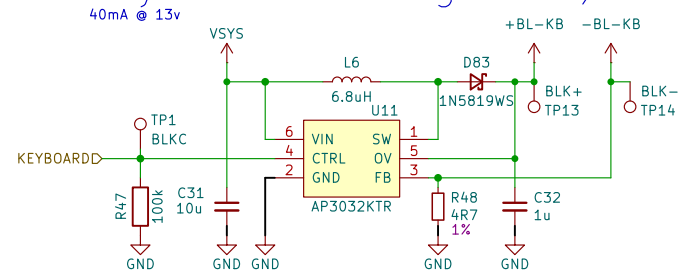 40mA @ 13v
+BL-KB -BL-KB
VSYS
L6
6.8uH
D83
1N5819WS
BLK+
TP13
BLK-
TP14
TP1
BLKC
U11
6 VIN SW 1
KEYBOARD 4 CTRL OV 5
2 GND FB 3
AP3032KTR
R47
100k
C31
10u
R48
4R7
1%
C32
1u
GND GND GND GND GND